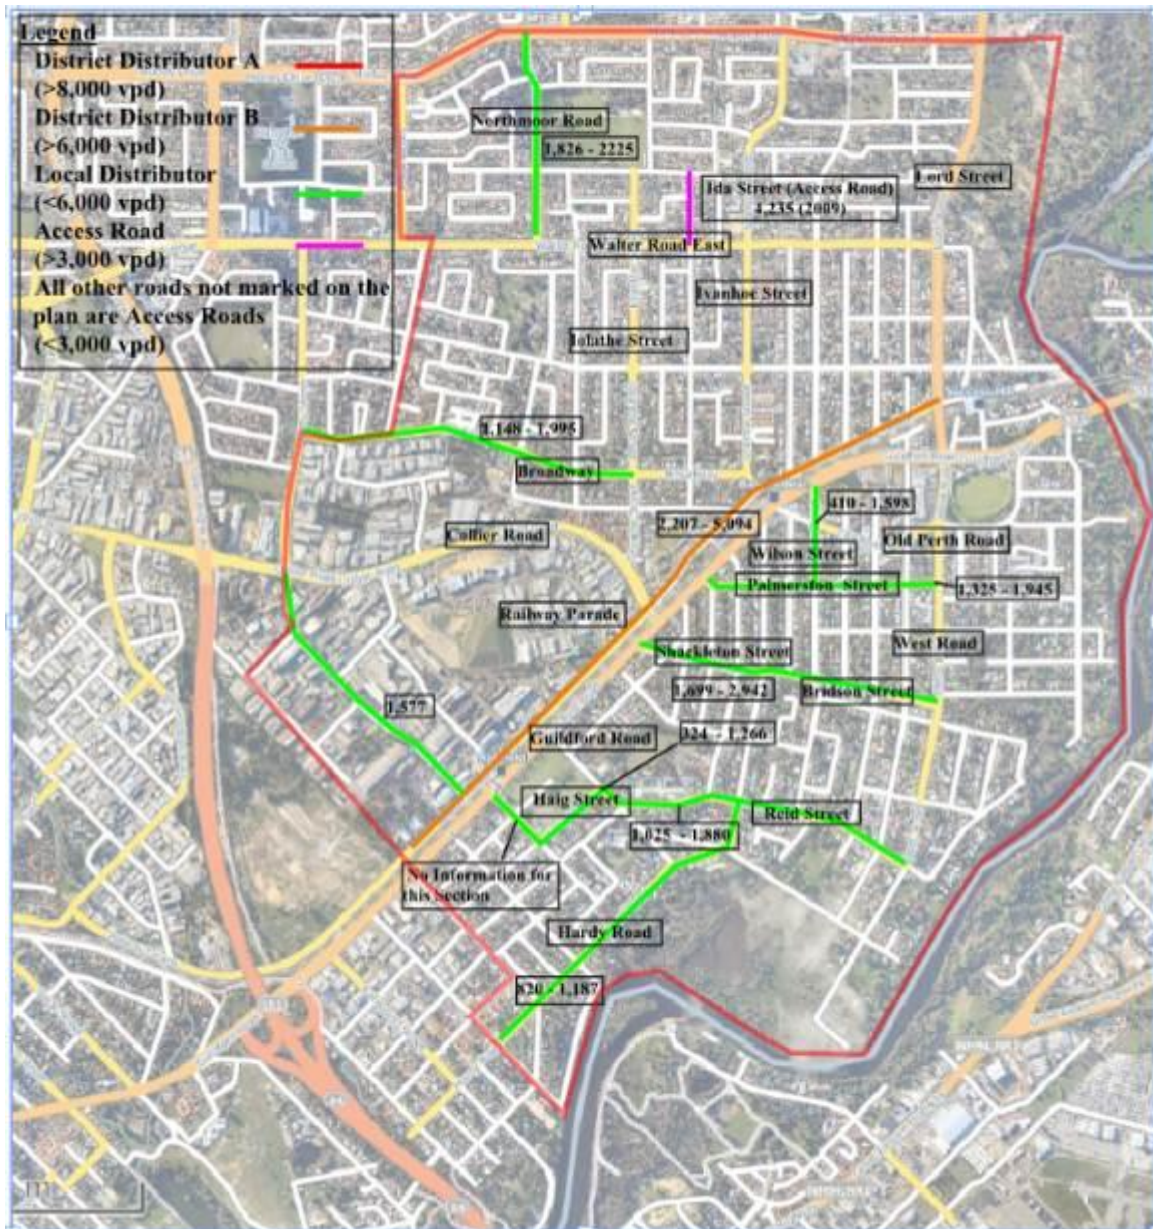 Legend
District Distributor A
(>8,000 vpd)
District Distributor B
(>6,000 vpd)
Local Distributor
(<6,000 vpd)
Access Road
(>3,000 vpd)
All other roads not marked on the
plan are Access Roads
(<3,000 vpd)
Northmoor Road
1,826 - 2225
Lord Street
Ida Street (Access Road)
4,235 (2009)
Walter Road East
Ivanhoe Street
Iolathe Street
1,148 - 1,995
Broadway
410 - 1,598
2,207 - 5,094
Collier Road
Wilson Street
Old Perth Road
Palmerston Street
1,325 - 1,945
Railway Parade
Shackleton Street
West Road
1,699 - 2,942
Bridson Street
1,577
324 - 1,266
Guildford Road
Haig Street
Reid Street
1,025 - 1,880
No Information for
this Section
Hardy Road
820 - 1,187